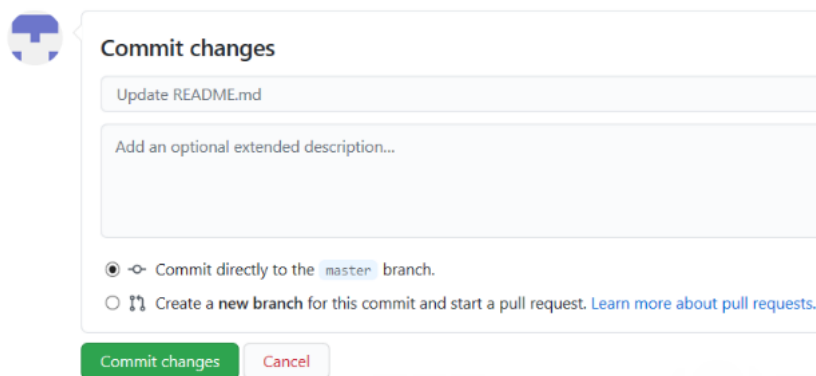 Commit changes
Update README.md
Add an optional extended description...
Commit directly to the master branch.
Create a new branch for this commit and start a pull request. Learn more about pull requests.
Commit changes Cancel